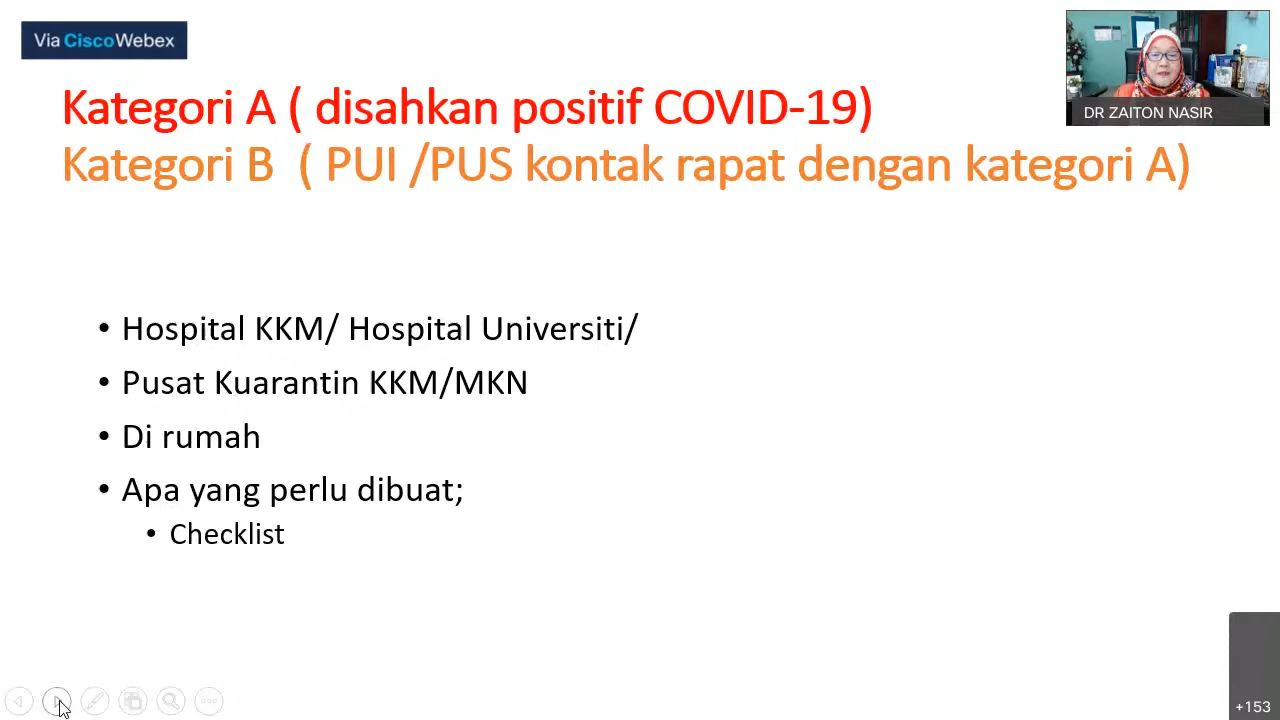 Via CiscoWebex
Kategori A ( disahkan positif COVID-19)
Kategori B ( PUI /PUS kontak rapat dengan kategori A)
DR ZAITON NASIR
• Hospital KKM/ Hospital Universiti/
• Pusat Kuarantin KKM/MKN
• Di rumah
• Apa yang perlu dibuat;
• Checklist
+153